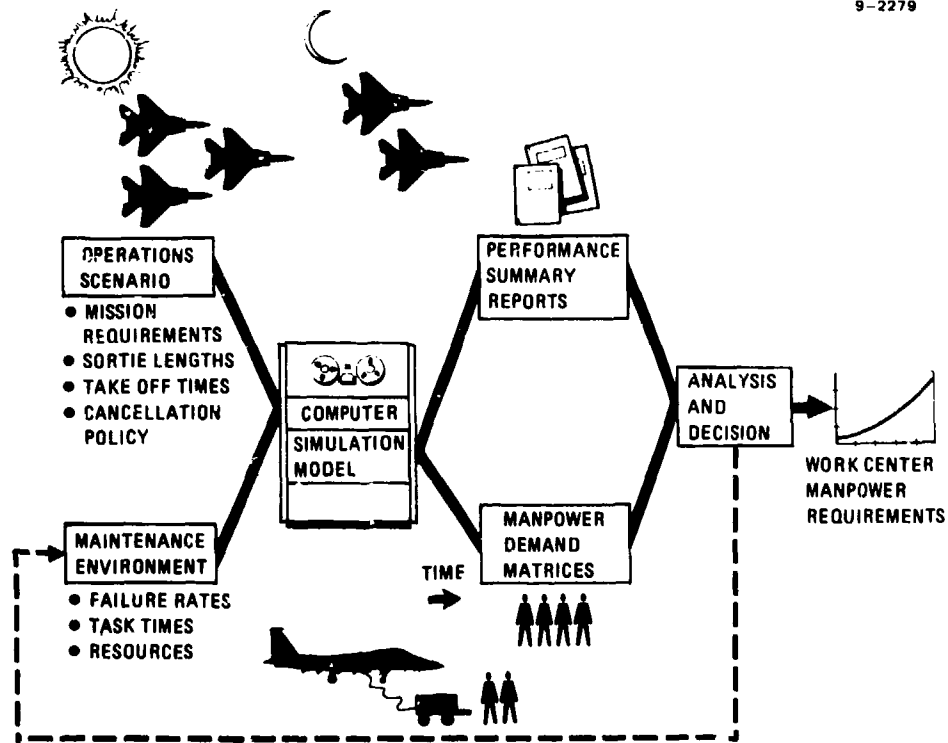 9-2279
OPERATIONS
SCENARIO
● MISSION
REQUIREMENTS
● SORTIE LENGTHS
● TAKE OFF TIMES
● CANCELLATION
POLICY
COMPUTER
SIMULATION
MODEL
PERFORMANCE
SUMMARY
REPORTS
ANALYSIS
AND
DECISION
WORK CENTER
MANPOWER
REQUIREMENTS
MAINTENANCE
ENVIRONMENT
● FAILURE RATES
● TASK TIMES
● RESOURCES
TIME
MANPOWER
DEMAND
MATRICES